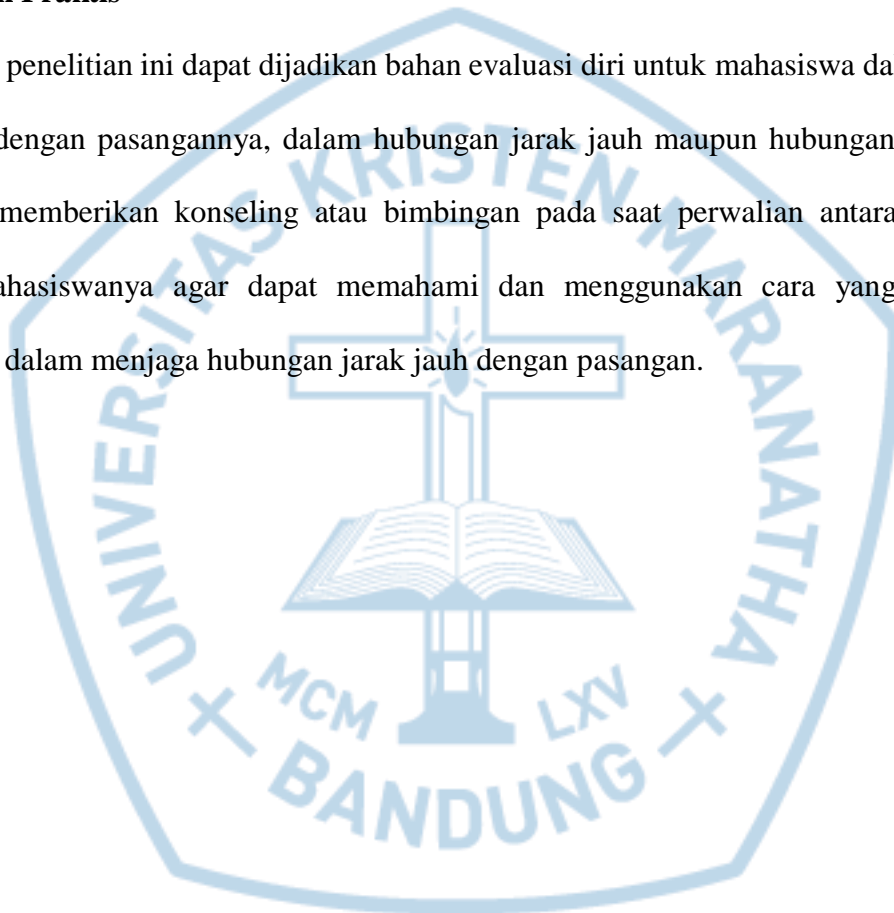 penelitian ini dapat dijadikan bahan evaluasi diri untuk mahasiswa da
dengan pasangannya, dalam hubungan jarak jauh maupun hubungan
memberikan konseling atau bimbingan pada saat perwalian antara
ahasiswanya agar dapat memahami dan menggunakan cara yang
dalam menjaga hubungan jarak jauh dengan pasangan.
UNIVERSITAS KRISTEN MARANATHA
MCM LXV
BANDUNG